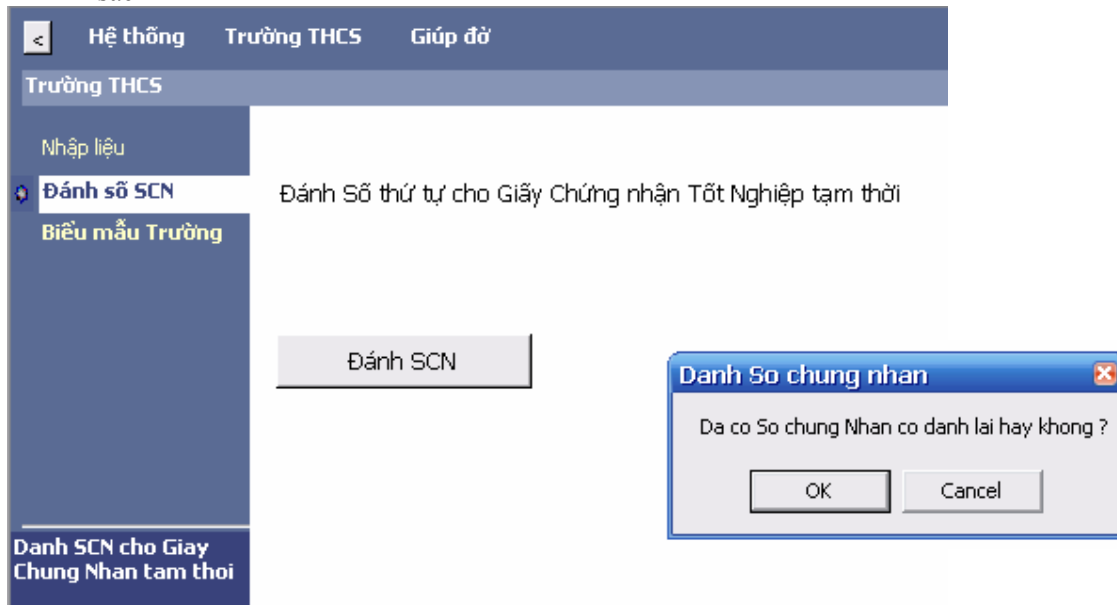 <
Hệ thống Trường THCS Giúp đở
Trường THCS
Nhập liệu
Đánh số SCN
Biểu mẫu Trường
Đánh Số thứ tự cho Giấy Chứng nhận Tốt Nghiệp tạm thời
Đánh SCN
Danh So chung nhan
Da co So chung Nhan co danh lai hay khong ?
OK Cancel
Danh SCN cho Giay
Chung Nhan tam thoi